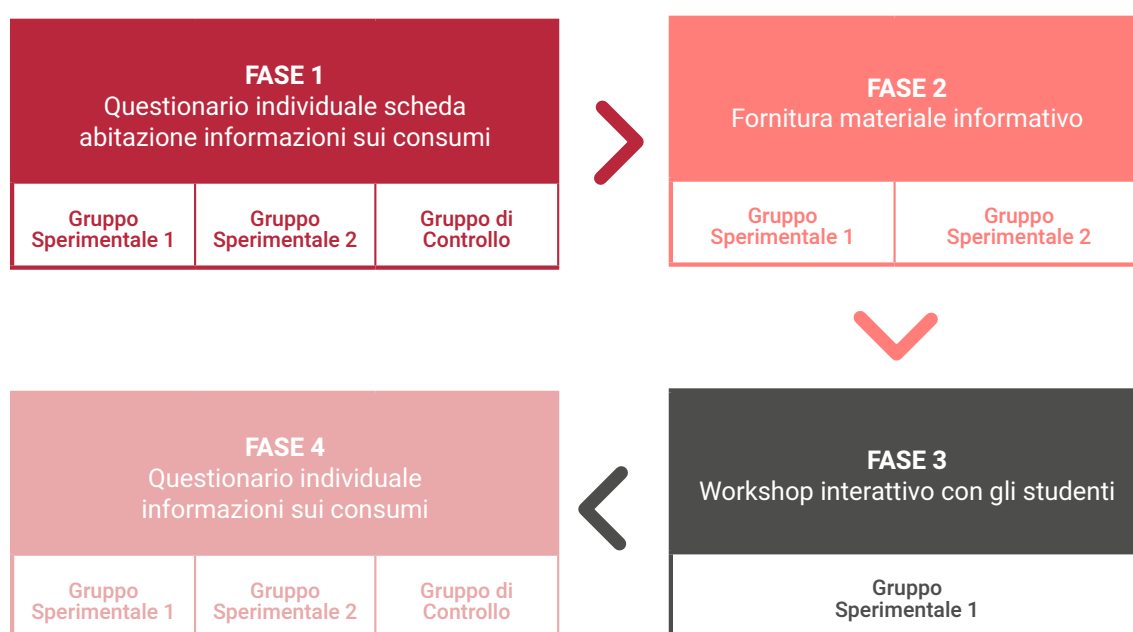 FASE 1
Questionario individuale scheda
abitazione informazioni sui consumi
Gruppo
Sperimentale 1
Gruppo
Sperimentale 2
Gruppo di
Controllo
FASE 2
Fornitura materiale informativo
Gruppo
Sperimentale 1
Gruppo
Sperimentale 2
FASE 3
Workshop interattivo con gli studenti
Gruppo
Sperimentale 1
FASE 4
Questionario individuale
informazioni sui consumi
Gruppo
Sperimentale 1
Gruppo
Sperimentale 2
Gruppo di
Controllo